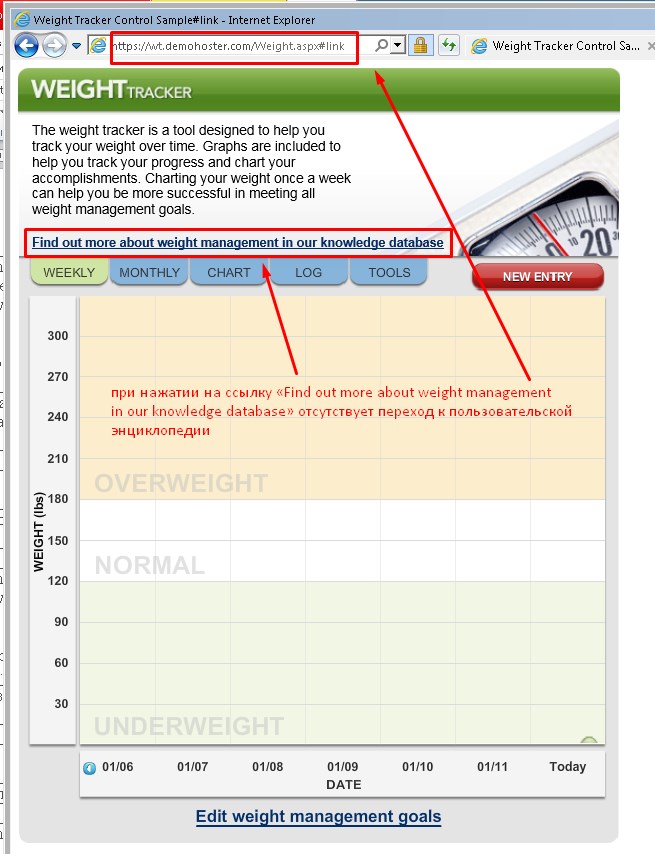 Weight Tracker Control Sample#link - Internet Explorer
https://wt.demohoster.com/Weight.aspx#link
Weight Tracker Control Sa...
WEIGHT TRACKER
The weight tracker is a tool designed to help you
track your weight over time. Graphs are included to
help you track your progress and chart your
accomplishments. Charting your weight once a week
can help you be more successful in meeting all
weight management goals.
Find out more about weight management in our knowledge database
WEEKLY MONTHLY CHART LOG TOOLS NEW ENTRY
300
270
при нажатии на ссылку «Find out more about weight management
in our knowledge database» отсутствует переход к пользовательской
энциклопедии
240
210
OVERWEIGHT
180
WEIGHT (lbs)
150
NORMAL
120
90
60
30
UNDERWEIGHT
01/06 01/07 01/08 01/09 01/10 01/11 Today
DATE
Edit weight management goals
20